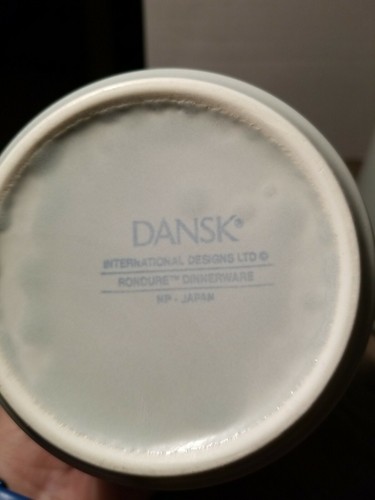 DANSK®
INTERNATIONAL DESIGNS LTD ©
RONDURE™ DINNERWARE
NP - JAPAN